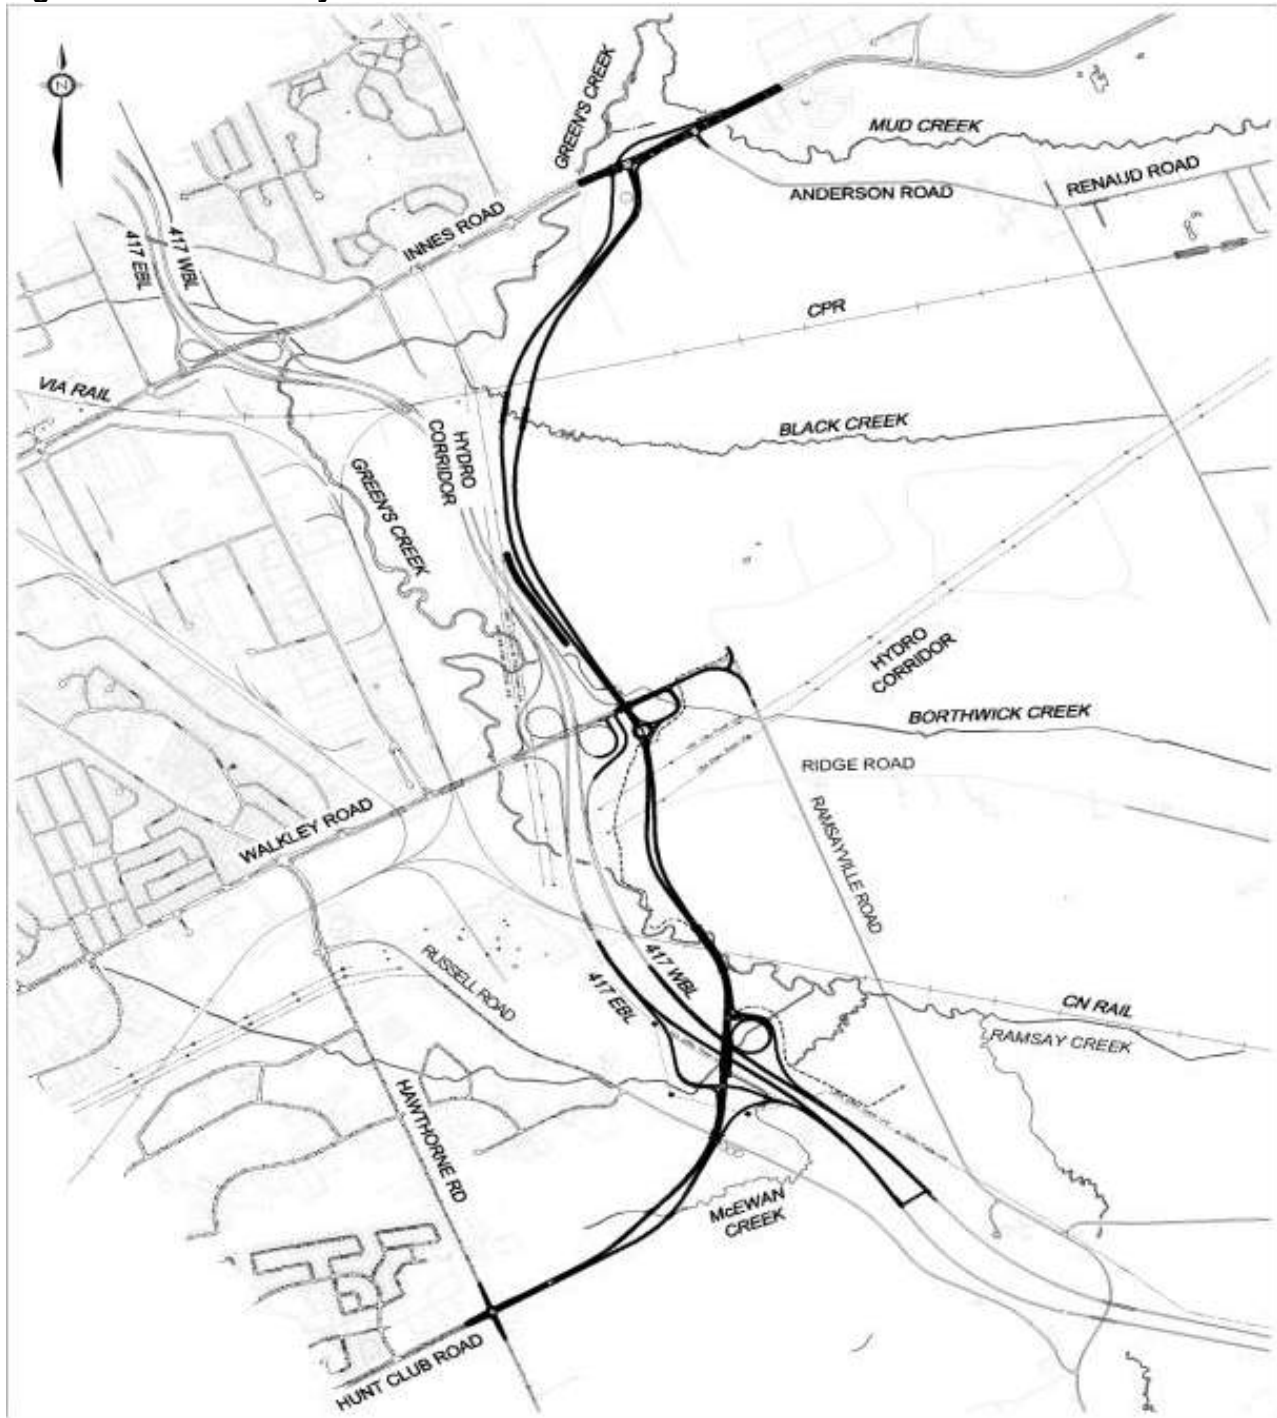 N
GREEN'S CREEK
MUD CREEK
RENAUD ROAD
ANDERSON ROAD
INNES ROAD
417 WBL
417 EBL
CPR
VIA RAIL
HYDRO
CORRIDOR
BLACK CREEK
GREEN'S CREEK
HYDRO
CORRIDOR
BORTHWICK CREEK
RIDGE ROAD
WALKLEY ROAD
RAMSAYVILLE ROAD
417 WBL
417 EBL
RUSSELL ROAD
CN RAIL
RAMSAY CREEK
HAWTHORNE RD
McEWAN
CREEK
HUNT CLUB ROAD